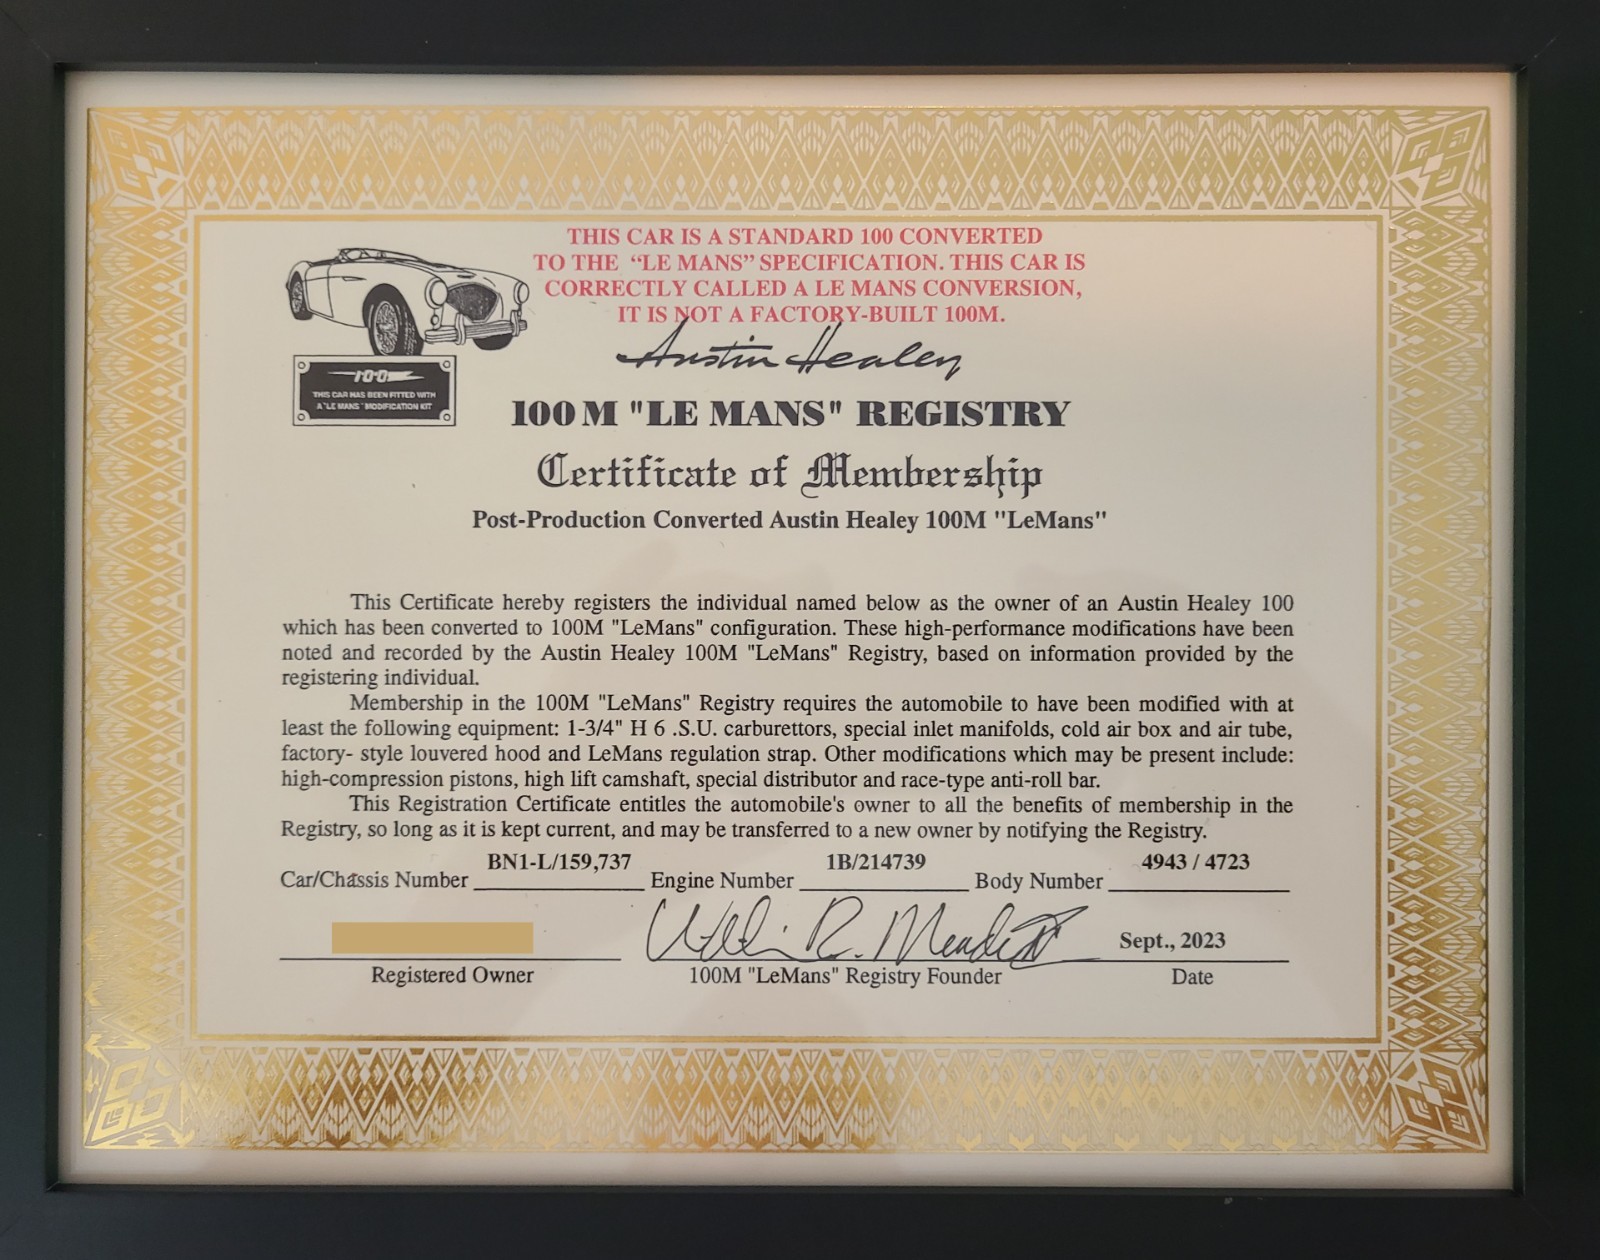 THIS CAR IS A STANDARD 100 CONVERTED
TO THE “LE MANS” SPECIFICATION. THIS CAR IS
CORRECTLY CALLED A LE MANS CONVERSION,
IT IS NOT A FACTORY-BUILT 100M.
Austin Healey
100
THIS CAR HAS BEEN FITTED WITH
A "LE MANS" MODIFICATION KIT
100 M "LE MANS" REGISTRY
Certificate of Membership
Post-Production Converted Austin Healey 100M "LeMans"
This Certificate hereby registers the individual named below as the owner of an Austin Healey 100
which has been converted to 100M "LeMans" configuration. These high-performance modifications have been
noted and recorded by the Austin Healey 100M "LeMans" Registry, based on information provided by the
registering individual.
Membership in the 100M "LeMans" Registry requires the automobile to have been modified with at
least the following equipment: 1-3/4" H 6 .S.U. carburettors, special inlet manifolds, cold air box and air tube,
factory- style louvered hood and LeMans regulation strap. Other modifications which may be present include:
high-compression pistons, high lift camshaft, special distributor and race-type anti-roll bar.
This Registration Certificate entitles the automobile's owner to all the benefits of membership in the
Registry, so long as it is kept current, and may be transferred to a new owner by notifying the Registry.
Car/Chassis Number BN1-L/159,737 Engine Number 1B/214739 Body Number 4943 / 4723
Sept., 2023
Registered Owner 100M "LeMans" Registry Founder Date